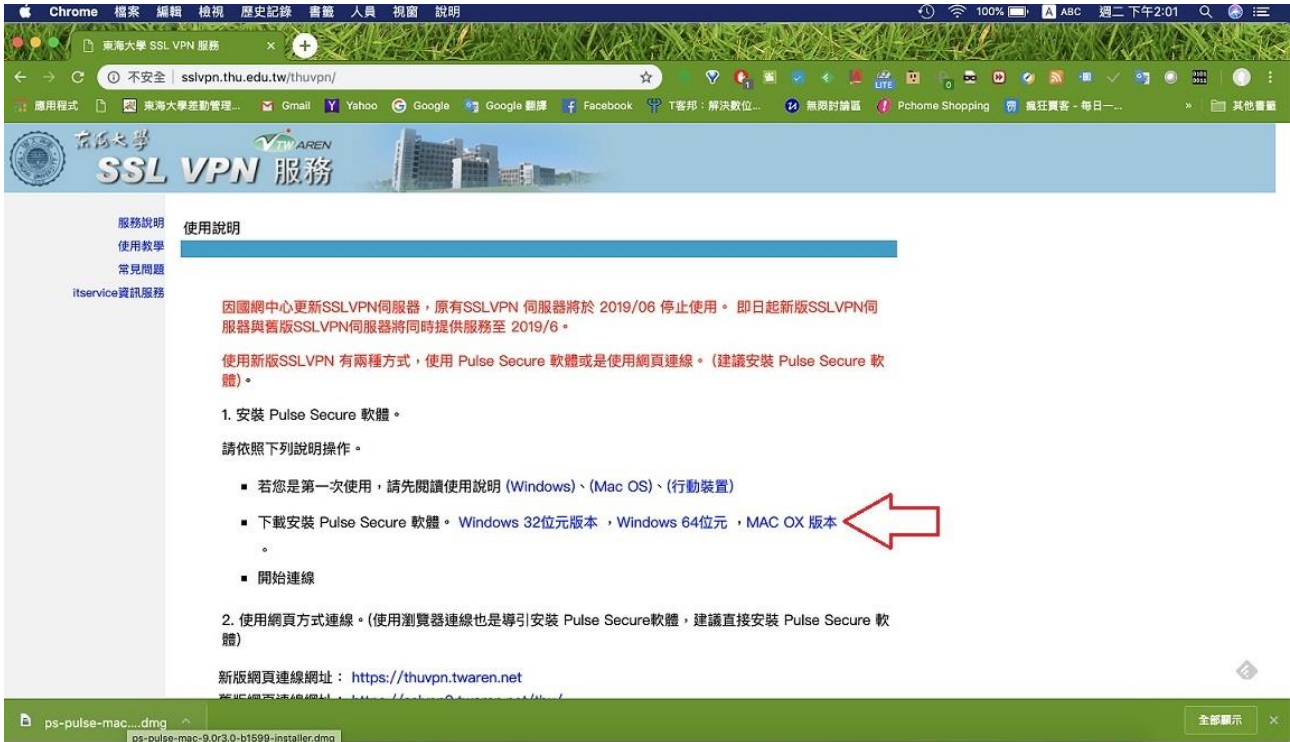 Chrome 檔案 編輯 檢視 歷史記錄 書籤 人員 視窗 說明 100% A ABC 週二下午2:01
東海大學 SSL VPN 服務
不安全 sslvpn.thu.edu.tw/thuvpn/
應用程式 東海大學差勤管理... Gmail Yahoo Google Google 翻譯 Facebook T客邦：解決數位... 無限討論區 Pchome Shopping 瘋狂賣客 - 每日一... » 其他書籤
東海大學 TWAREN
SSL VPN 服務
服務說明
使用教學
常見問題
itservice資訊服務
使用說明
因國網中心更新SSLVPN伺服器，原有SSLVPN 伺服器將於 2019/06 停止使用。 即日起新版SSLVPN伺
服器與舊版SSLVPN伺服器將同時提供服務至 2019/6。
使用新版SSLVPN 有兩種方式，使用 Pulse Secure 軟體或是使用網頁連線。（建議安裝 Pulse Secure 軟
體)。
1. 安裝 Pulse Secure 軟體。
請依照下列說明操作。
▪ 若您是第一次使用，請先閱讀使用說明 (Windows)、(Mac OS)、(行動裝置)
▪ 下載安裝 Pulse Secure 軟體。 Windows 32位元版本 ，Windows 64位元 ，MAC OX 版本
。
▪ 開始連線
2. 使用網頁方式連線。(使用瀏覽器連線也是導引安裝 Pulse Secure軟體，建議直接安裝 Pulse Secure 軟
體)
新版網頁連線網址： https://thuvpn.twaren.net
ps-pulse-mac....dmg 全部顯示
ps-pulse-mac-9.0r3.0-b1599-installer.dmg